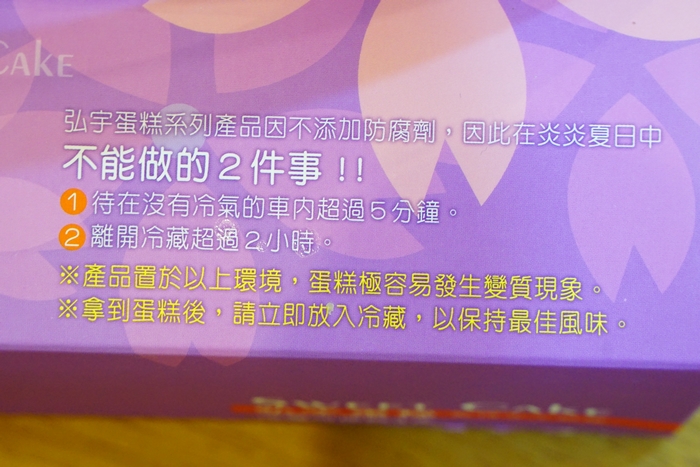 CAKE
弘宇蛋糕系列產品因不添加防腐劑，因此在炎炎夏日中
不能做的2件事!!
1 待在沒有冷氣的車內超過5分鐘。
2 離開冷藏超過2小時。
※產品置於以上環境，蛋糕極容易發生變質現象。
※拿到蛋糕後，請立即放入冷藏，以保持最佳風味。
CAKE